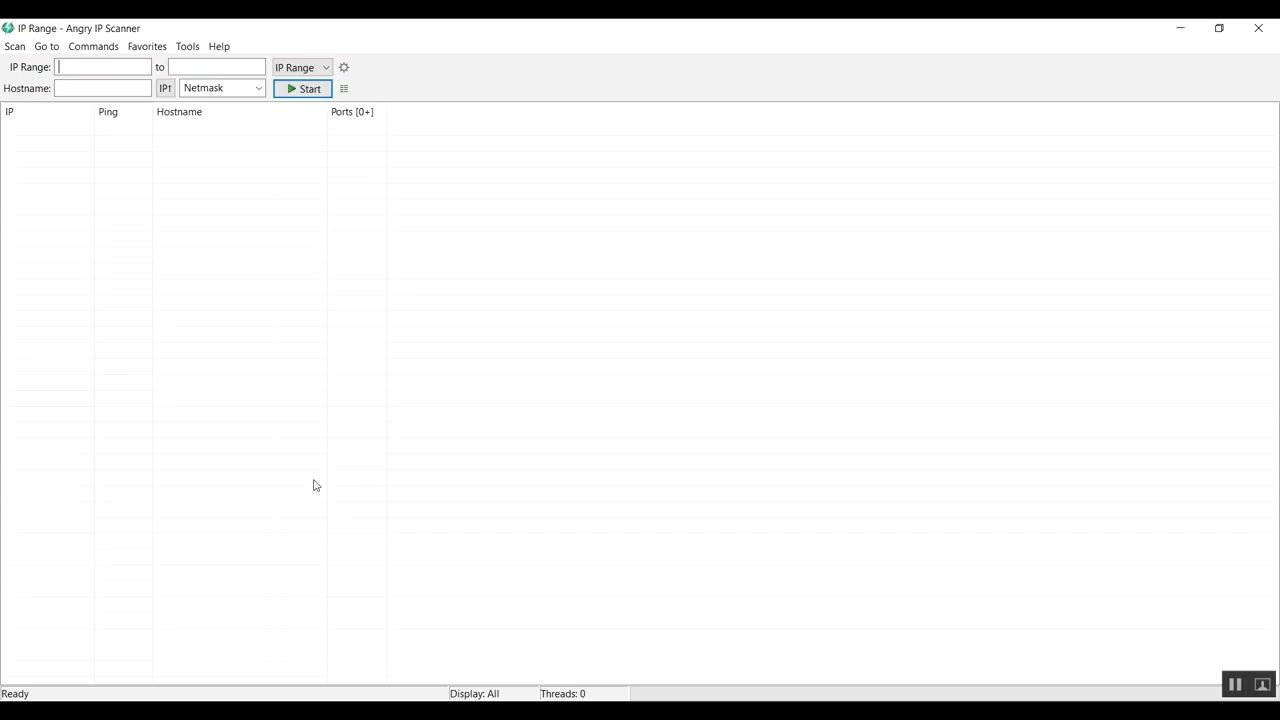 IP Range - Angry IP Scanner
Scan Go to Commands Favorites Tools Help
IP Range: to IP Range
Hostname: IP↑ Netmask Start
IP Ping Hostname Ports [0+]
Ready Display: All Threads: 0